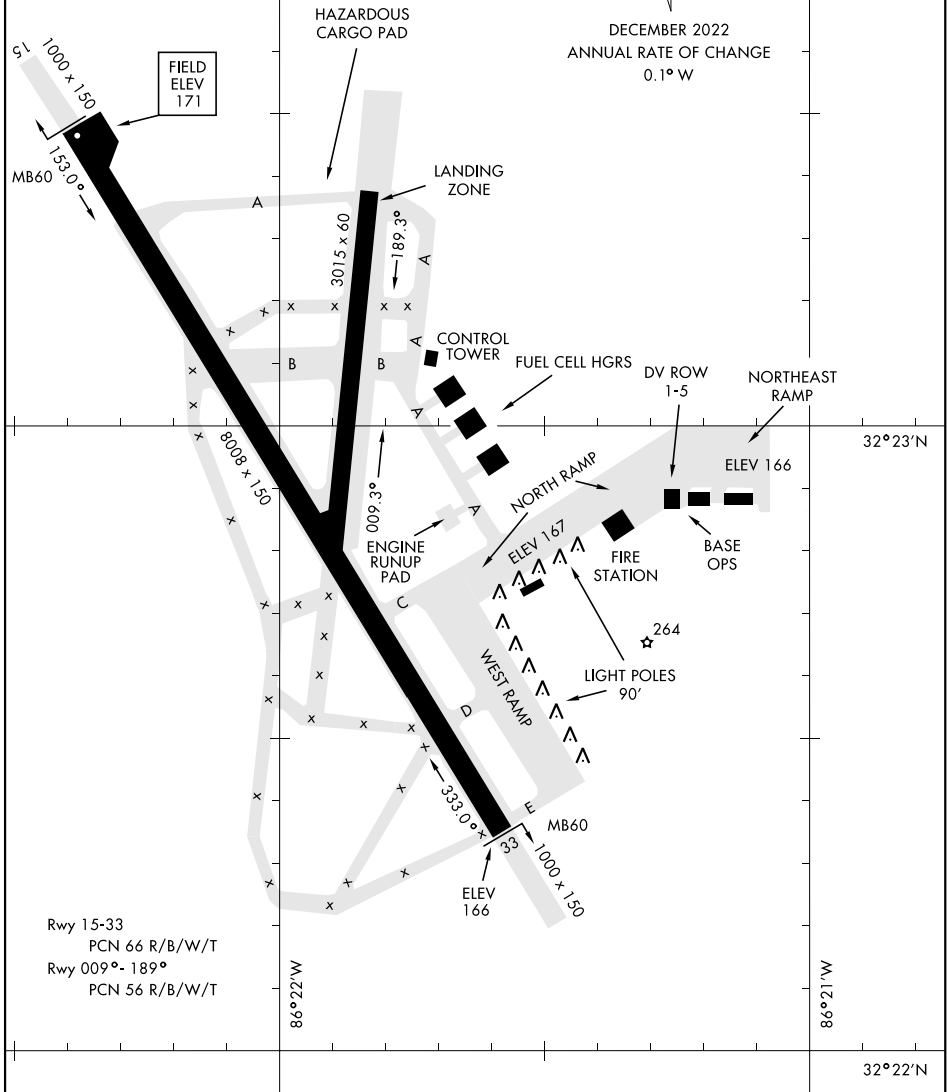 HAZARDOUS
CARGO PAD
DECEMBER 2022
ANNUAL RATE OF CHANGE
0.1° W
15
1000 x 150
FIELD
ELEV
171
MB60
153.0°
A
LANDING
ZONE
3015 x 60
189.3°
A
x
x
x
x
x
x
A
CONTROL
TOWER
B
B
FUEL CELL HGRS
DV ROW
1-5
NORTHEAST
RAMP
x
x
A
x
8008 x 150
009.3°
32°23'N
ELEV 166
NORTH RAMP
A
x
ENGINE
RUNUP
PAD
ELEV 167
FIRE
STATION
BASE
OPS
C
x
x
x
x
264
WEST RAMP
LIGHT POLES
90'
x
x
D
x
x
x
x
333.0°
x
x
E
MB60
x
33
1000 x 150
ELEV
166
x
x
x
x
Rwy 15-33
PCN 66 R/B/W/T
Rwy 009°- 189°
PCN 56 R/B/W/T
86°22'W
86°21'W
32°22'N